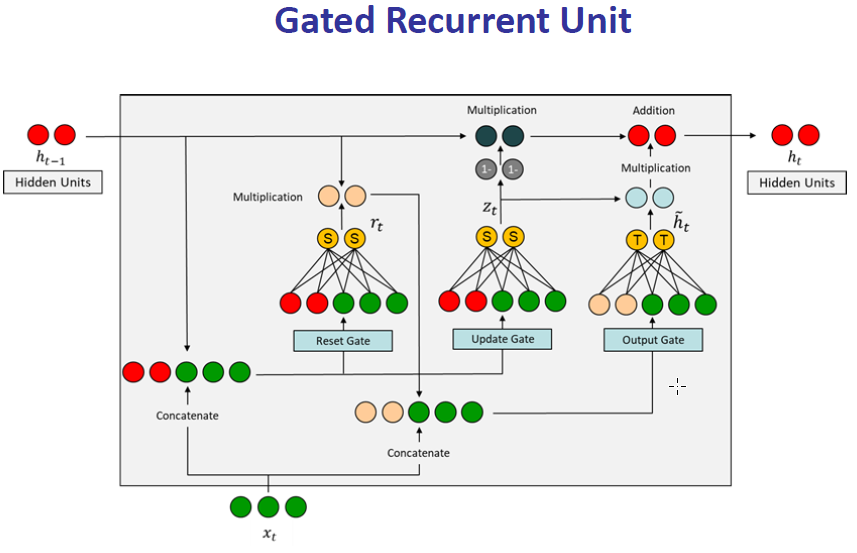 Gated Recurrent Unit
Multiplication
Addition
h_{t−1}
Hidden Units
1-
1-
Multiplication
h_t
Hidden Units
Multiplication
r_t
z_t
h̃_t
S
S
S
S
T
T
Reset Gate
Update Gate
Output Gate
Concatenate
Concatenate
x_t